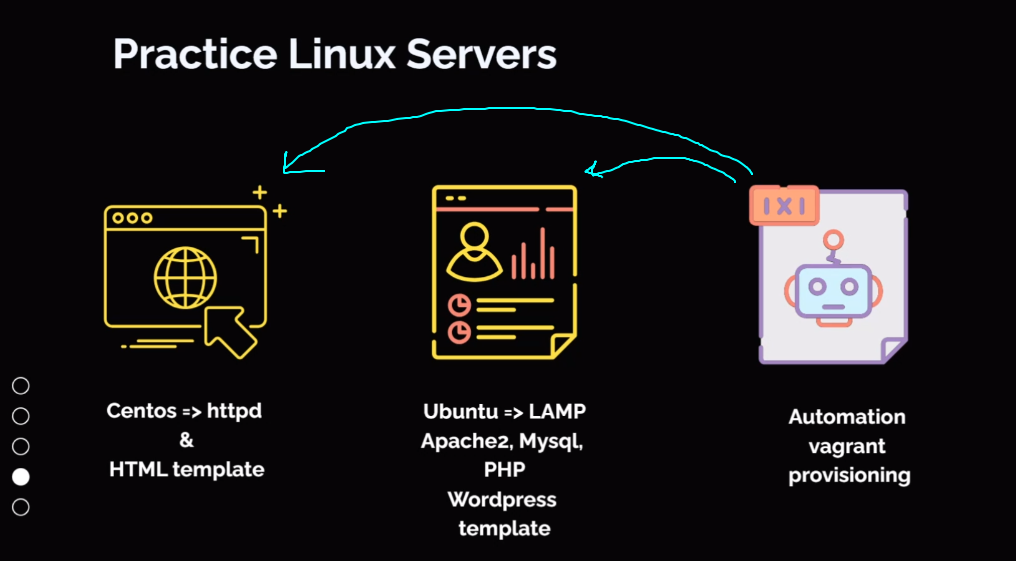 Practice Linux Servers
Centos => httpd
&
HTML template
Ubuntu => LAMP
Apache2, Mysql,
PHP
Wordpress
template
Automation
vagrant
provisioning